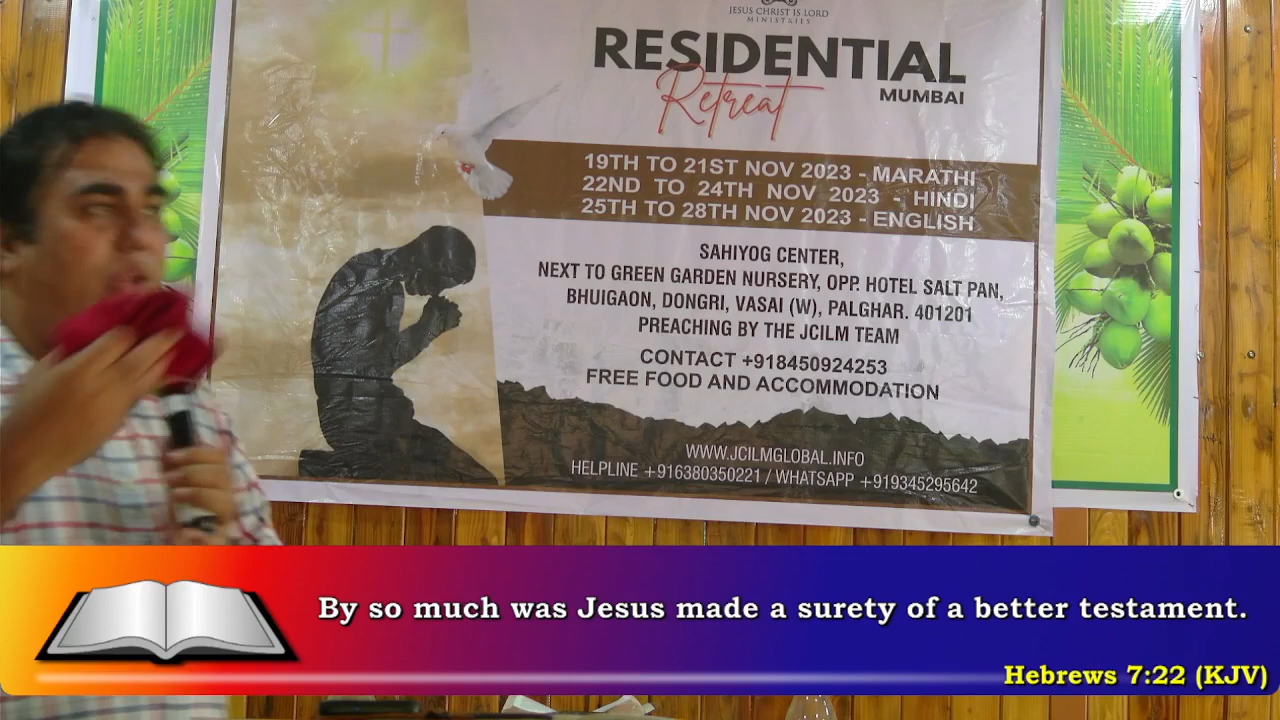 JESUS CHRIST IS LORD
MINISTRIES
RESIDENTIAL
Retreat
MUMBAI
19TH TO 21ST NOV 2023 - MARATHI
22ND TO 24TH NOV 2023 - HINDI
25TH TO 28TH NOV 2023 - ENGLISH
SAHIYOG CENTER,
NEXT TO GREEN GARDEN NURSERY, OPP. HOTEL SALT PAN,
BHUIGAON, DONGRI, VASAI (W), PALGHAR. 401201
PREACHING BY THE JCILM TEAM
CONTACT +918450924253
FREE FOOD AND ACCOMMODATION
WWW.JCILMGLOBAL.INFO
HELPLINE +916380350221 / WHATSAPP +919345295642
By so much was Jesus made a surety of a better testament.
Hebrews 7:22 (KJV)